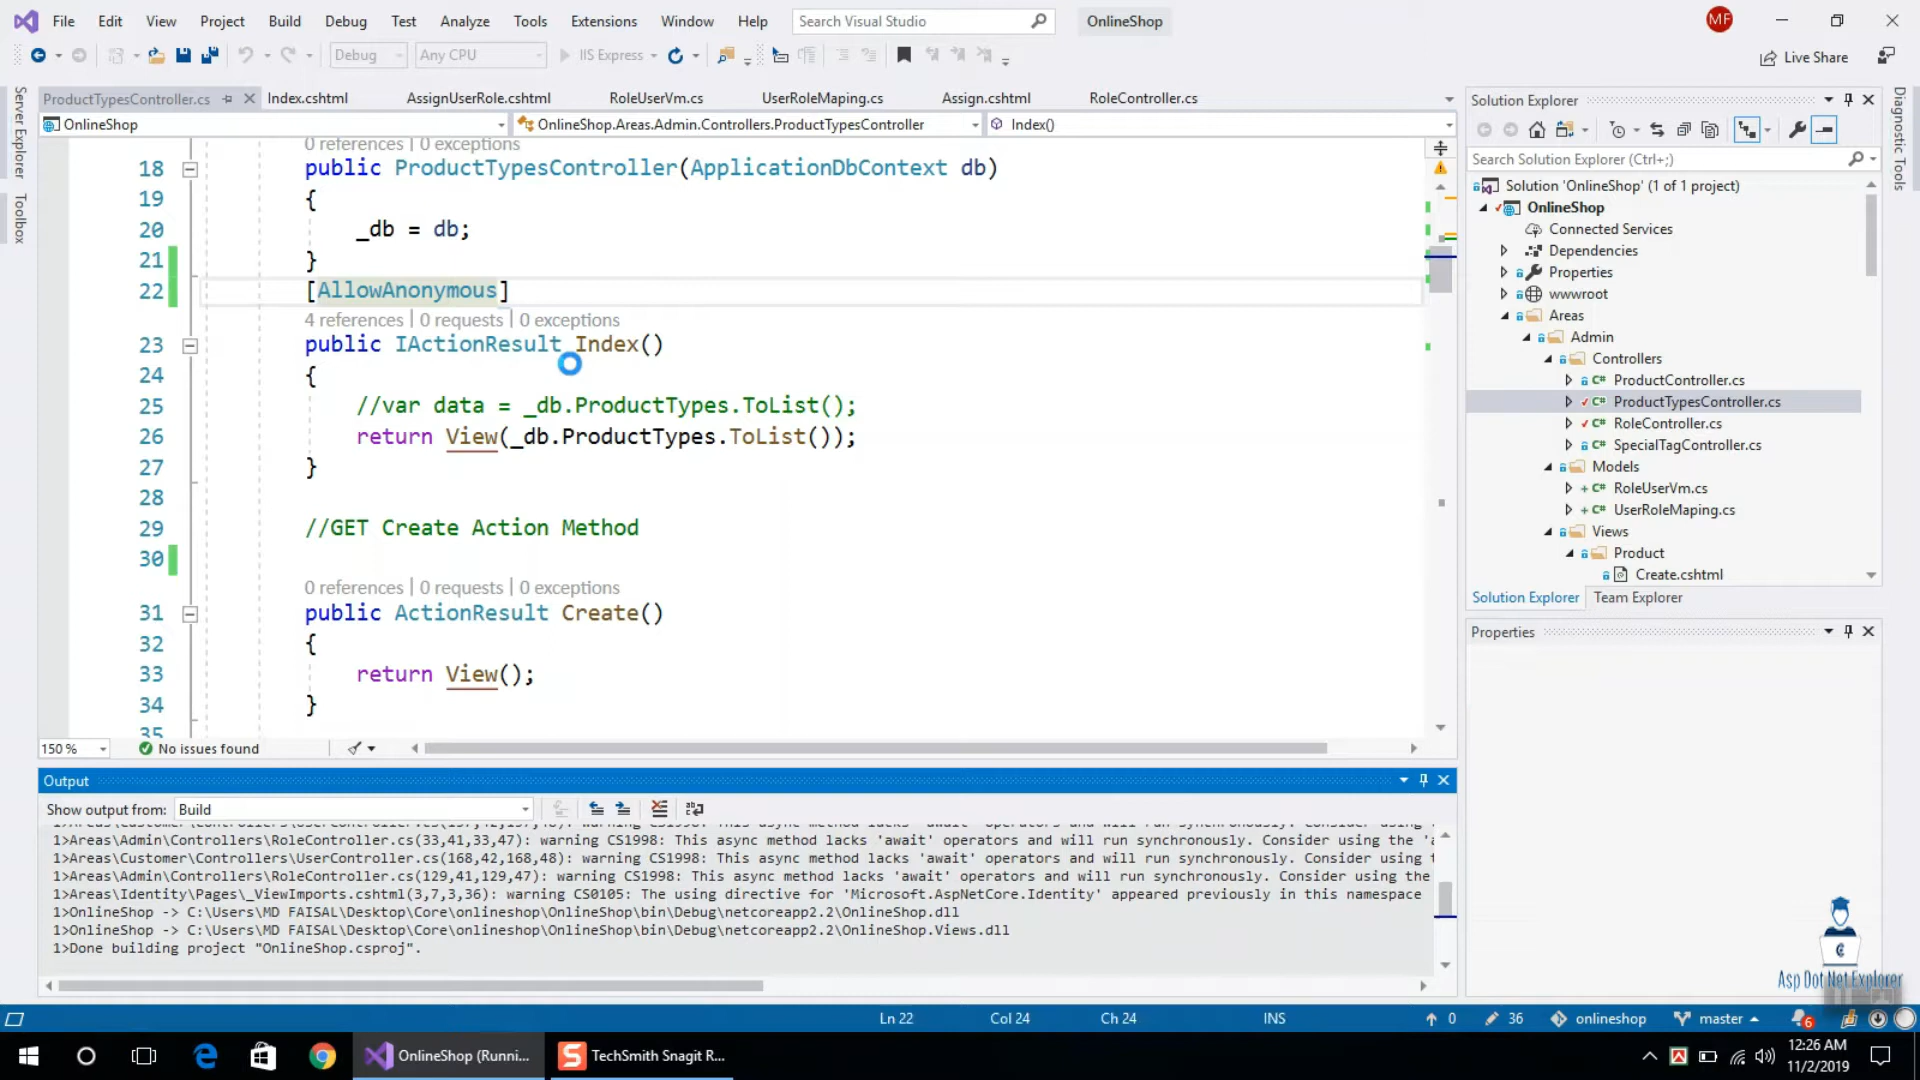 File Edit View Project Build Debug Test Analyze Tools Extensions Window Help Search Visual Studio OnlineShop MF
Debug Any CPU IIS Express Live Share
Server Explorer
Toolbox
ProductTypesController.cs Index.cshtml AssignUserRole.cshtml RoleUserVm.cs UserRoleMaping.cs Assign.cshtml RoleController.cs
OnlineShop OnlineShop.Areas.Admin.Controllers.ProductTypesController Index()
0 references | 0 exceptions
18 public ProductTypesController(ApplicationDbContext db)
19 {
20 _db = db;
21 }
22 [AllowAnonymous]
4 references | 0 requests | 0 exceptions
23 public IActionResult Index()
24 {
25 //var data = _db.ProductTypes.ToList();
26 return View(_db.ProductTypes.ToList());
27 }
28
29 //GET Create Action Method
30
0 references | 0 requests | 0 exceptions
31 public ActionResult Create()
32 {
33 return View();
34 }
35
150 % No issues found
Output
Show output from: Build
1>Areas\Admin\Controllers\RoleController.cs(33,41,33,47): warning CS1998: This async method lacks 'await' operators and will run synchronously. Consider using the 'a
1>Areas\Customer\Controllers\UserController.cs(168,42,168,48): warning CS1998: This async method lacks 'await' operators and will run synchronously. Consider using t
1>Areas\Admin\Controllers\RoleController.cs(129,41,129,47): warning CS1998: This async method lacks 'await' operators and will run synchronously. Consider using the
1>Areas\Identity\Pages\_ViewImports.cshtml(3,7,3,36): warning CS0105: The using directive for 'Microsoft.AspNetCore.Identity' appeared previously in this namespace
1>OnlineShop -> C:\Users\MD FAISAL\Desktop\Core\onlineshop\OnlineShop\bin\Debug\netcoreapp2.2\OnlineShop.dll
1>OnlineShop -> C:\Users\MD FAISAL\Desktop\Core\onlineshop\OnlineShop\bin\Debug\netcoreapp2.2\OnlineShop.Views.dll
1>Done building project "OnlineShop.csproj".
Solution Explorer
Search Solution Explorer (Ctrl+;)
Solution 'OnlineShop' (1 of 1 project)
OnlineShop
Connected Services
Dependencies
Properties
wwwroot
Areas
Admin
Controllers
C# ProductController.cs
C# ProductTypesController.cs
C# RoleController.cs
C# SpecialTagController.cs
Models
C# RoleUserVm.cs
C# UserRoleMaping.cs
Views
Product
Create.cshtml
Solution Explorer Team Explorer
Properties
Diagnostic Tools
Asp Dot Net Explorer
Ln 22 Col 24 Ch 24 INS 0 36 onlineshop master 6
OnlineShop (Runni... TechSmith Snagit R... 12:26 AM
11/2/2019